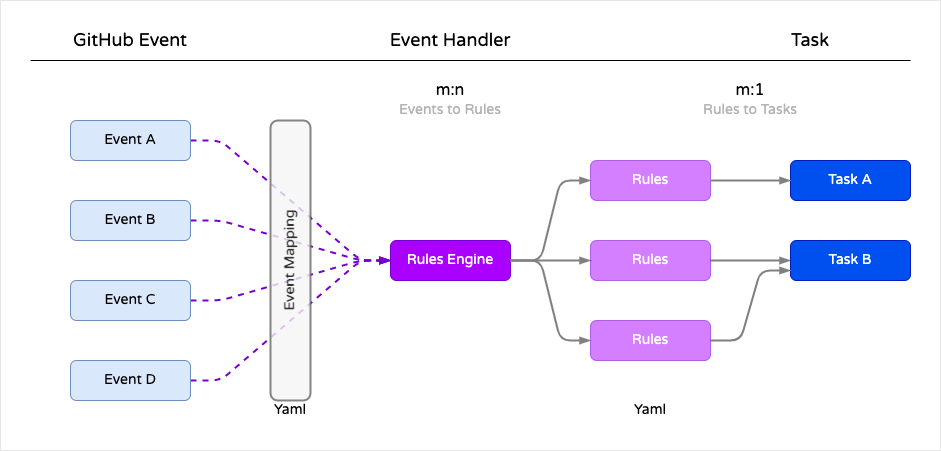 GitHub Event
Event Handler
Task
m:n
Events to Rules
m:1
Rules to Tasks
Event A
Event B
Event C
Event D
Event Mapping
Yaml
Rules Engine
Rules
Rules
Rules
Yaml
Task A
Task B